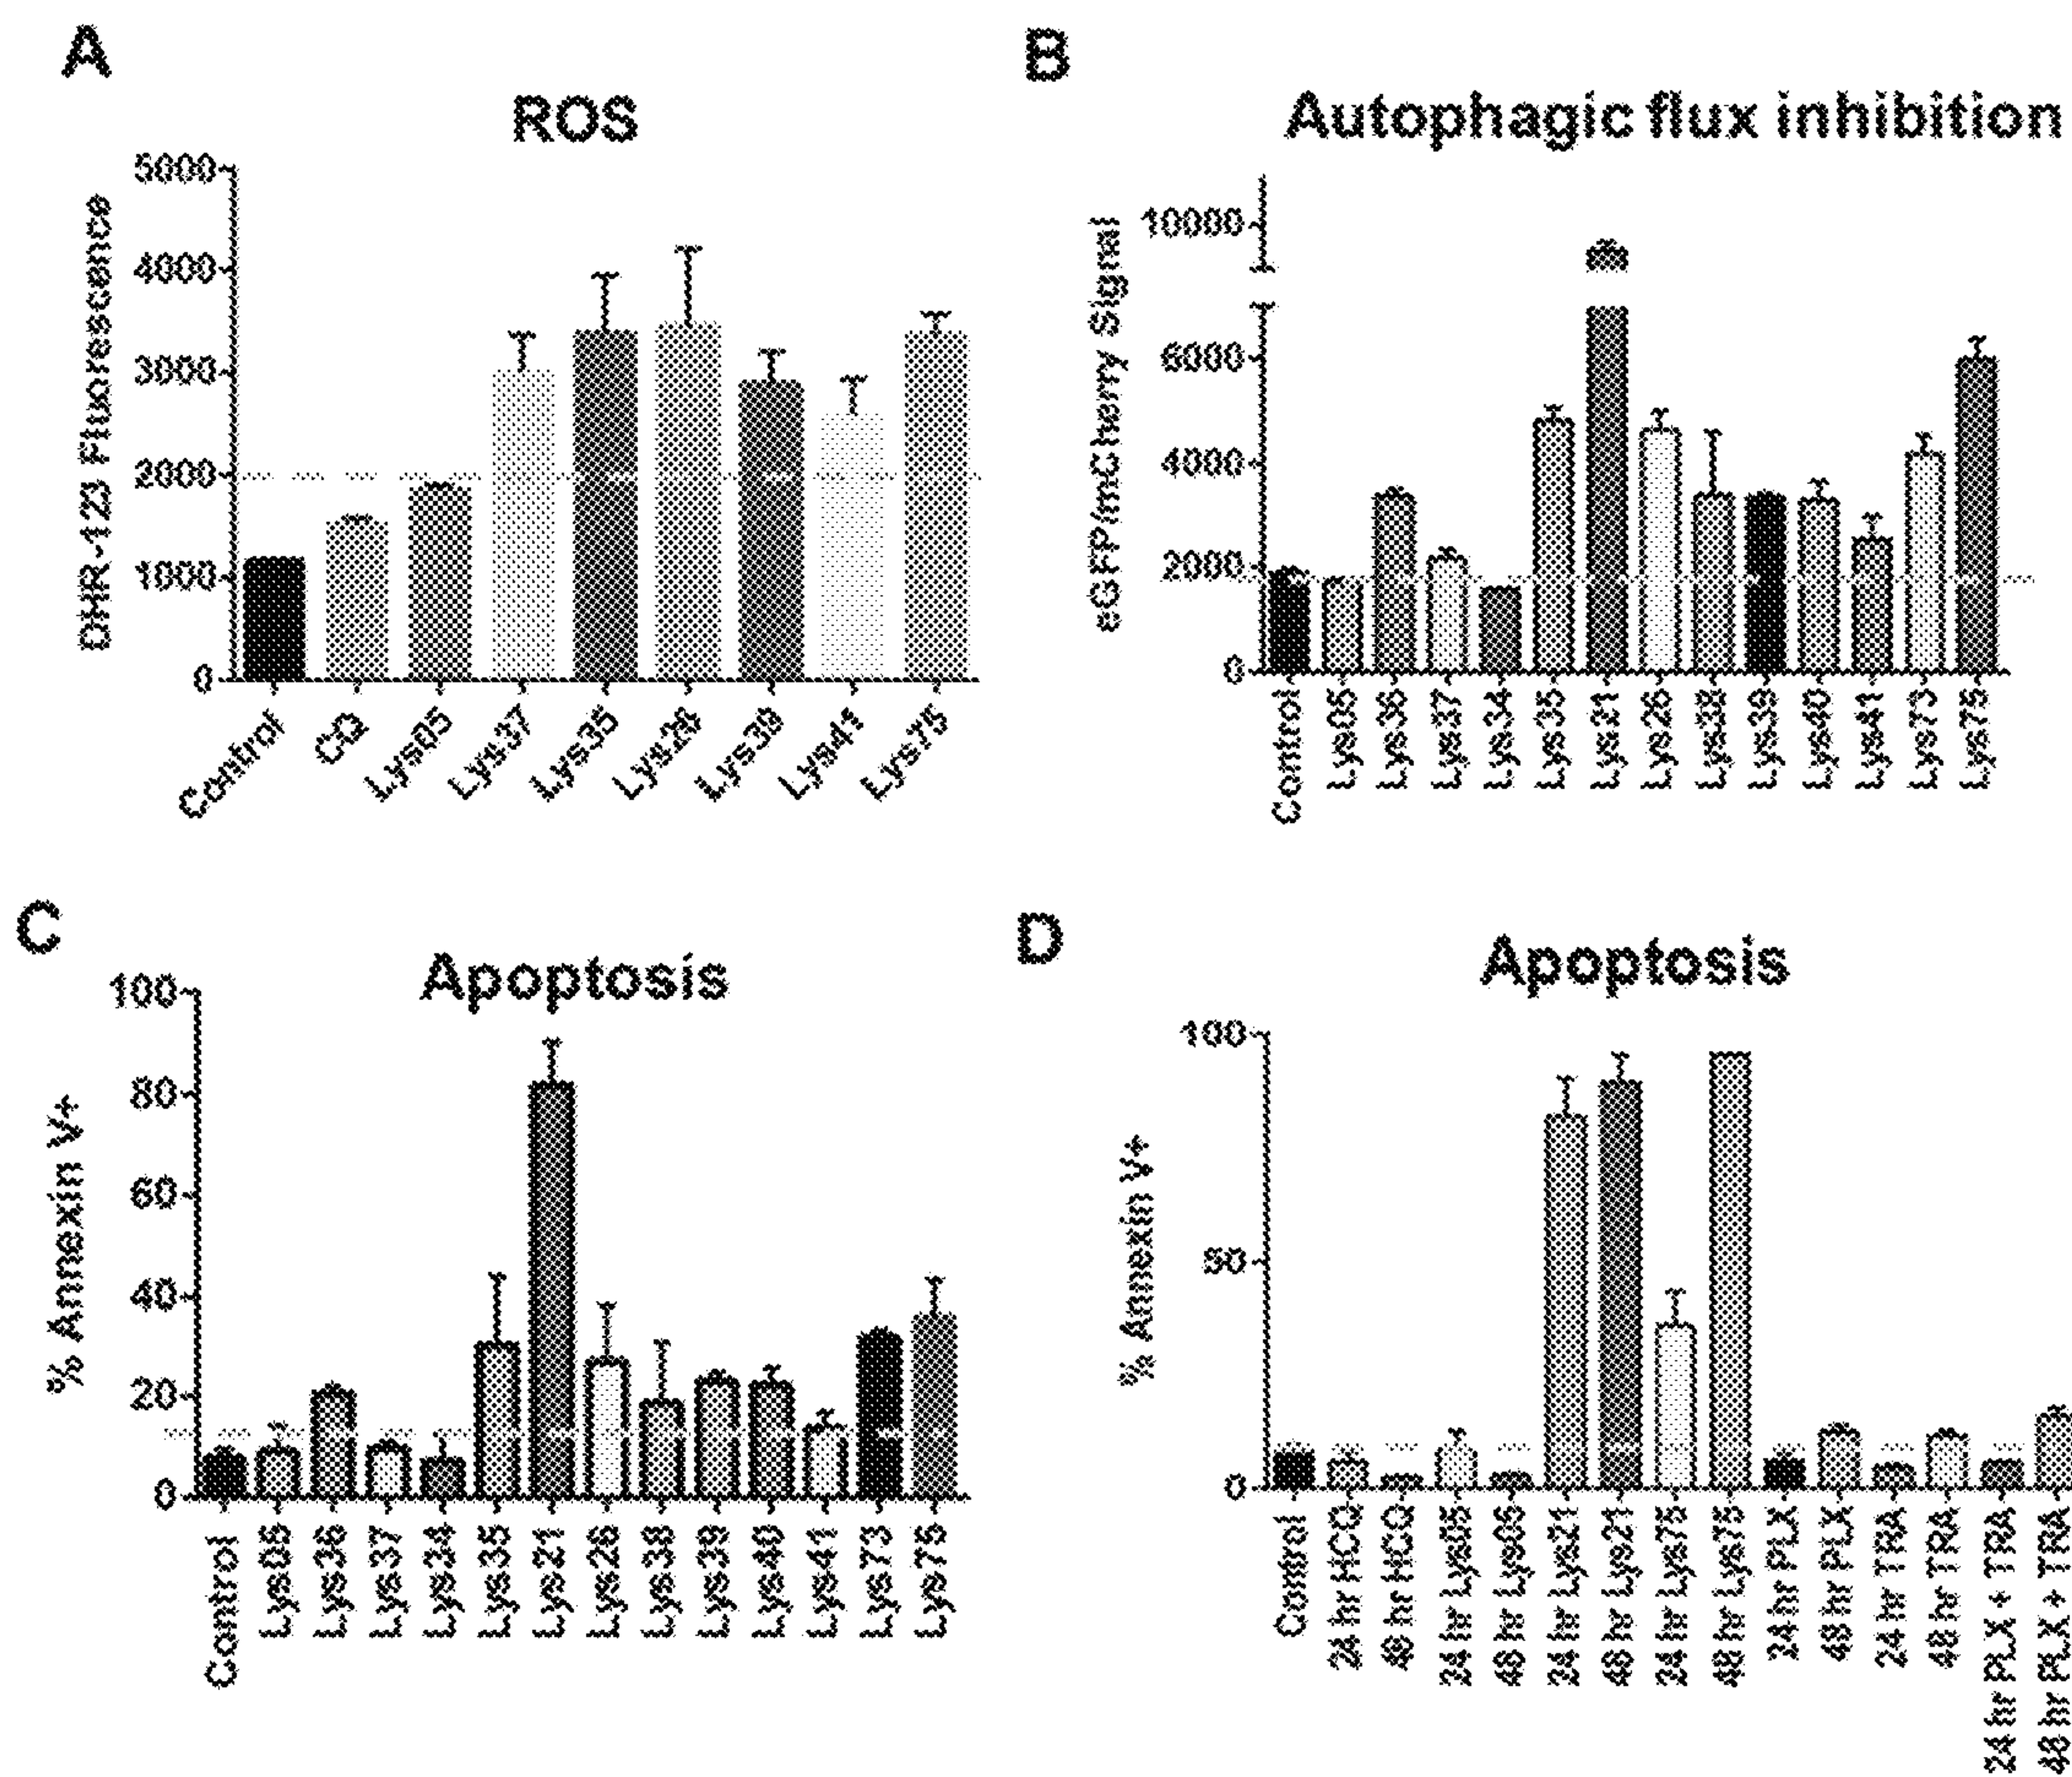 A
ROS
5000
4000
3000
2000
1000
0
DHR-123 Fluorescence
Control
CQ
Lys05
Lys37
Lys35
Lys26
Lys39
Lys41
Lys75
B
Autophagic flux inhibition
10000
6000
4000
2000
0
eGFP/mCherry Signal
Control
Lys05
Lys36
Lys37
Lys34
Lys35
Lys21
Lys26
Lys38
Lys39
Lys40
Lys41
Lys73
Lys75
C
Apoptosis
100
80
60
40
20
0
% Annexin V+
Control
Lys05
Lys36
Lys37
Lys34
Lys35
Lys21
Lys26
Lys38
Lys39
Lys40
Lys41
Lys73
Lys75
D
Apoptosis
100
50
0
% Annexin V+
Control
24 hr HCQ
48 hr HCQ
24 hr Lys05
48 hr Lys05
24 hr Lys21
48 hr Lys21
24 hr Lys75
48 hr Lys75
24 hr PLX
48 hr PLX
24 hr TRA
48 hr TRA
24 hr PLX + TRA
48 hr PLX + TRA